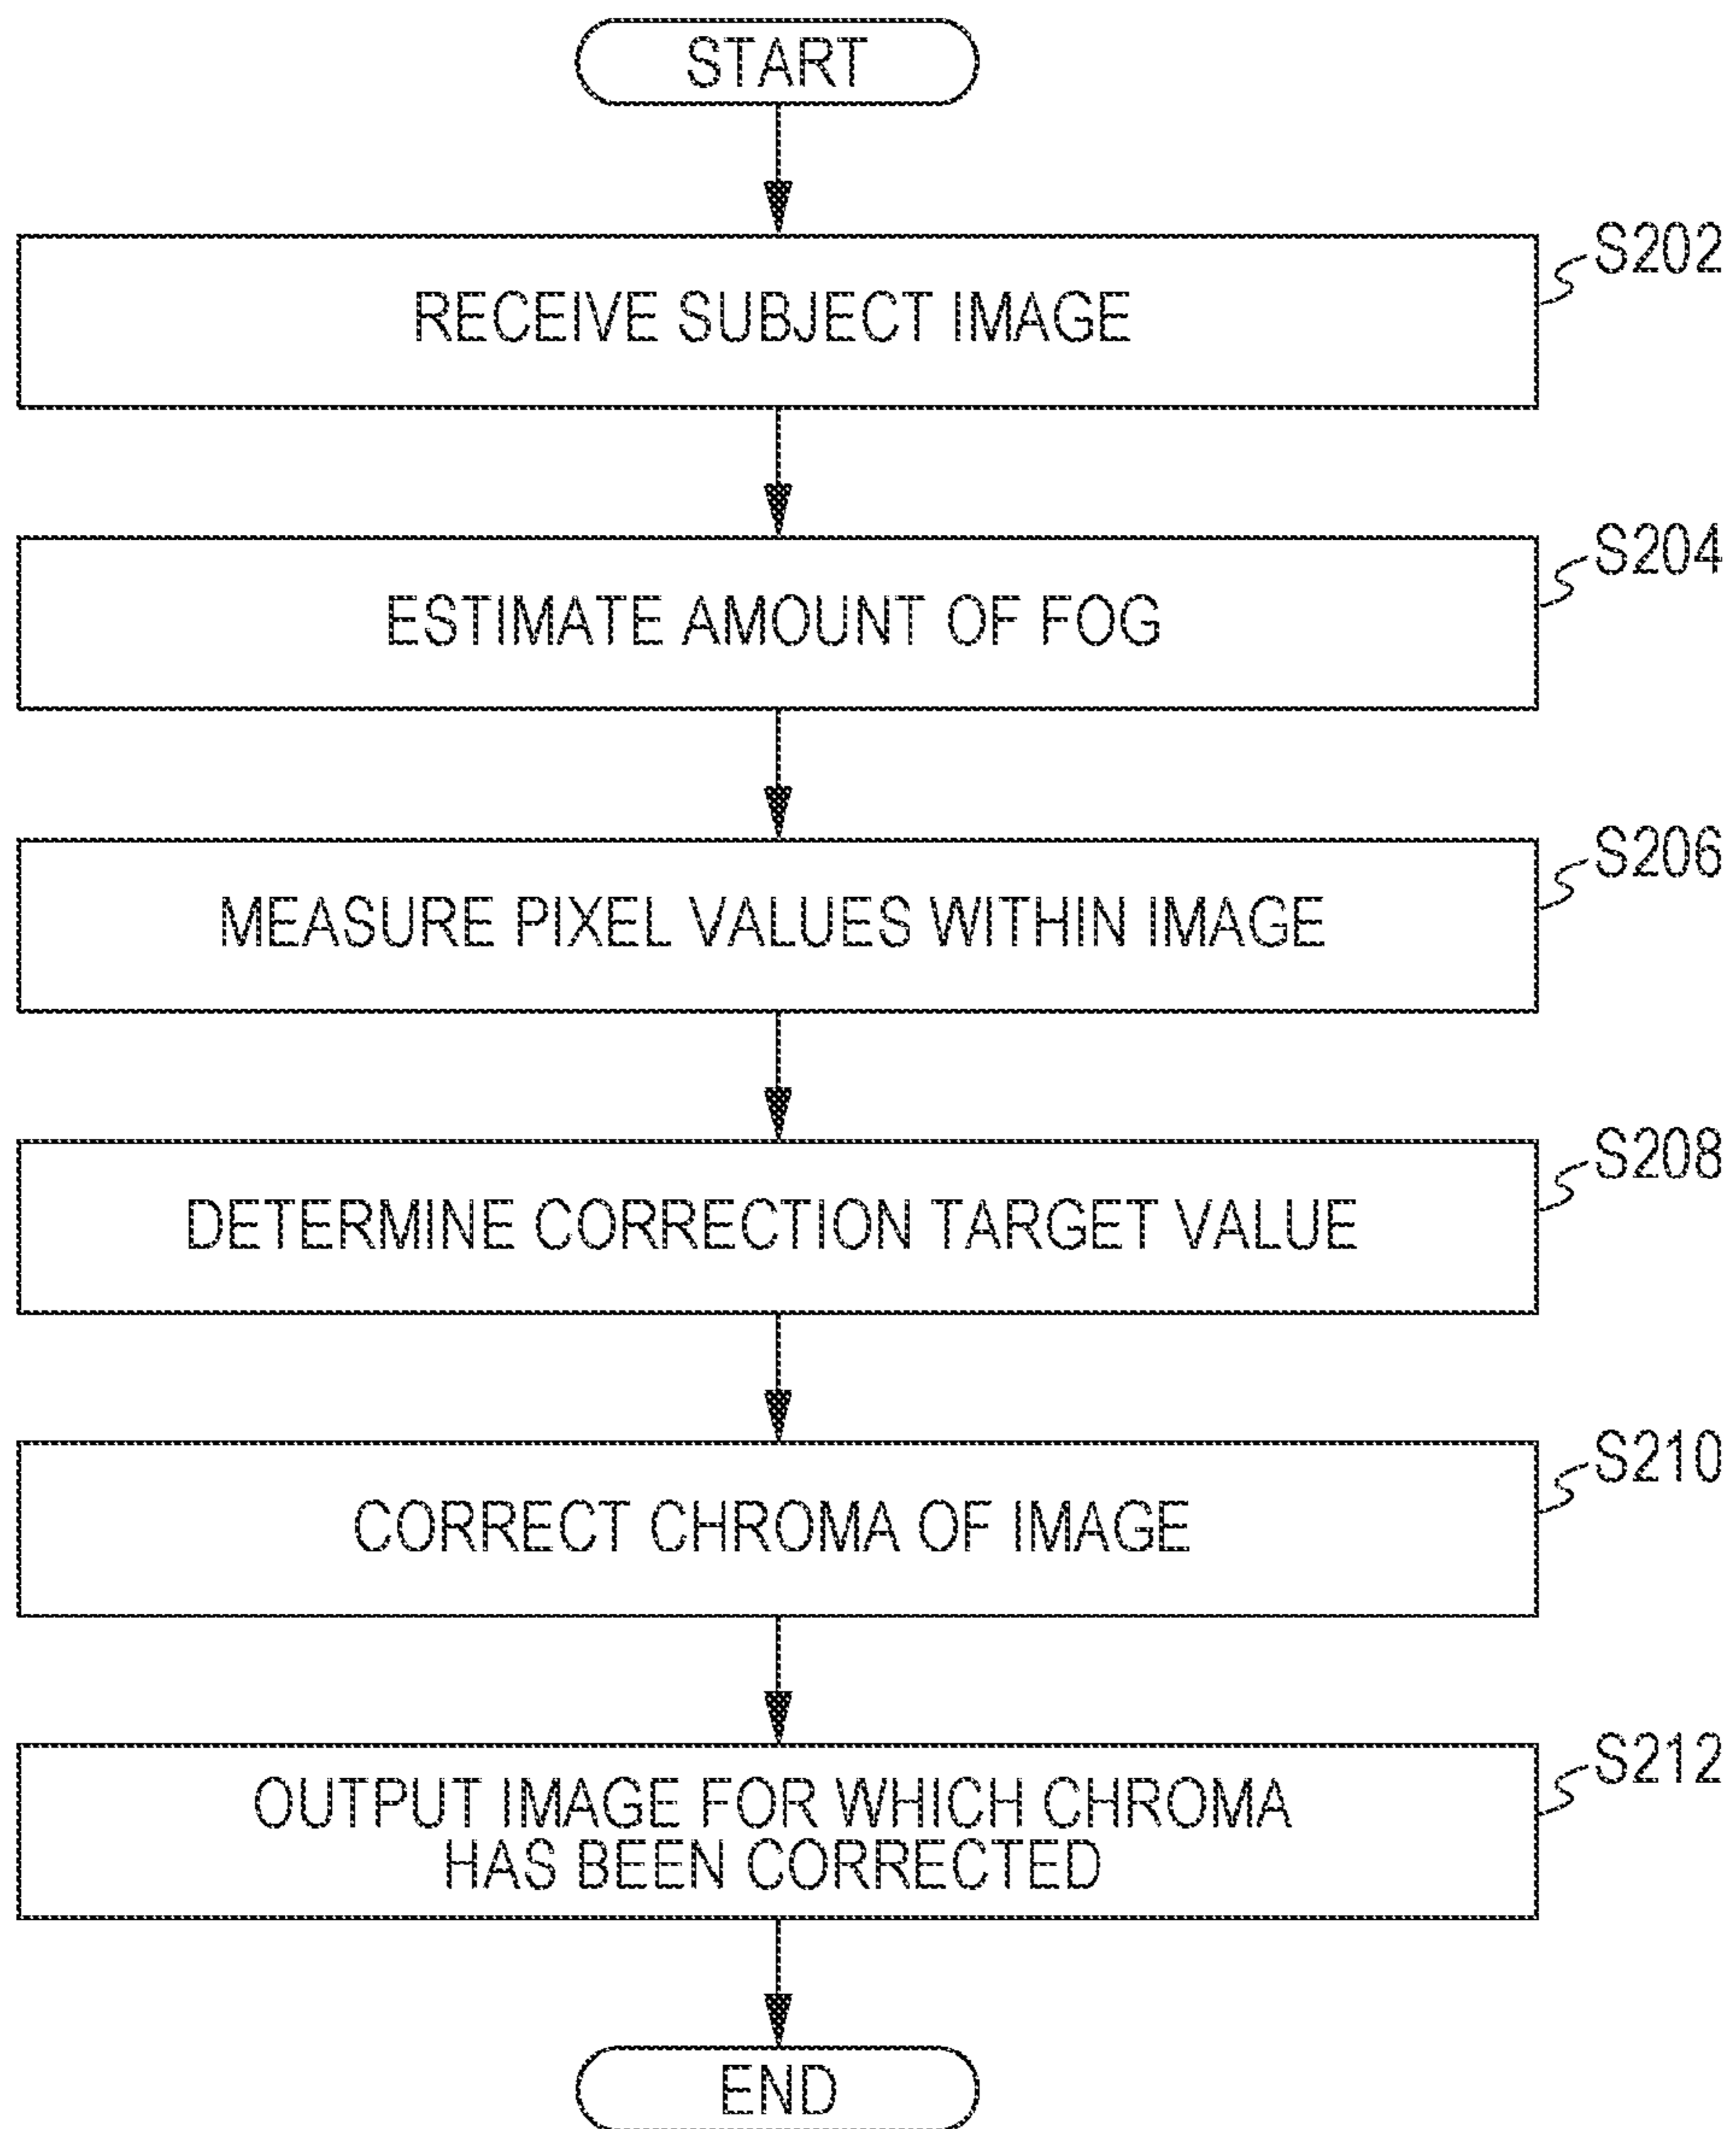 START
S202
RECEIVE SUBJECT IMAGE
S204
ESTIMATE AMOUNT OF FOG
S206
MEASURE PIXEL VALUES WITHIN IMAGE
S208
DETERMINE CORRECTION TARGET VALUE
S210
CORRECT CHROMA OF IMAGE
S212
OUTPUT IMAGE FOR WHICH CHROMA
HAS BEEN CORRECTED
END